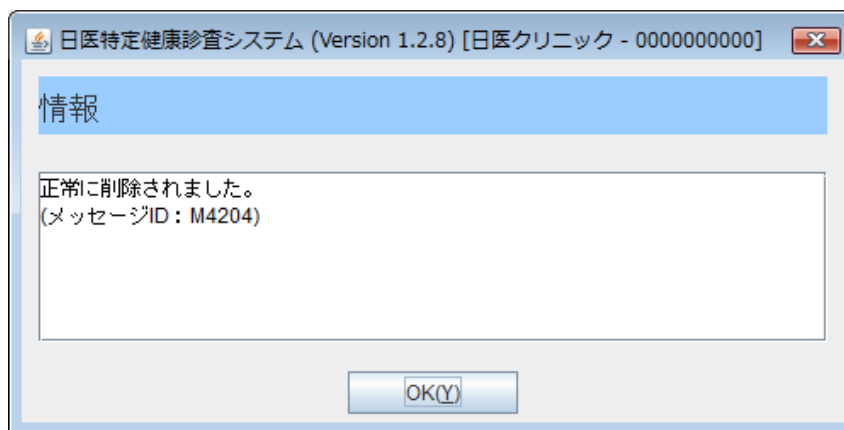 日医特定健康診査システム (Version 1.2.8) [日医クリニック - 0000000000]
情報
正常に削除されました。
(メッセージID：M4204)
OK(Y)